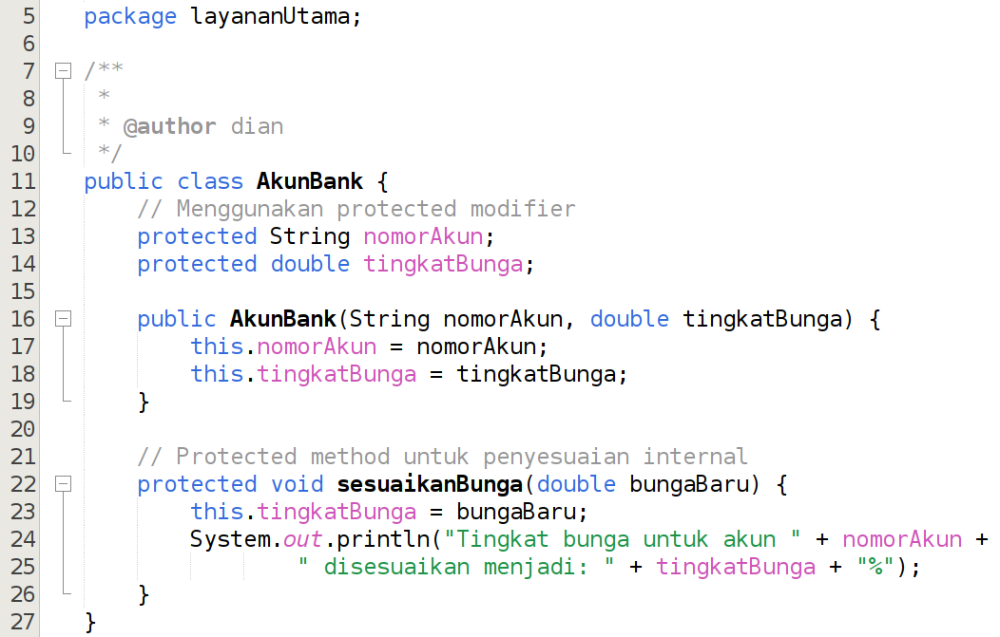 5 package layananUtama;
6
7 /**
8  *
9  * @author dian
10  */
11 public class AkunBank {
12     // Menggunakan protected modifier
13     protected String nomorAkun;
14     protected double tingkatBunga;
15
16     public AkunBank(String nomorAkun, double tingkatBunga) {
17         this.nomorAkun = nomorAkun;
18         this.tingkatBunga = tingkatBunga;
19     }
20
21     // Protected method untuk penyesuaian internal
22     protected void sesuaikanBunga(double bungaBaru) {
23         this.tingkatBunga = bungaBaru;
24         System.out.println("Tingkat bunga untuk akun " + nomorAkun +
25                 " disesuaikan menjadi: " + tingkatBunga + "%");
26     }
27 }